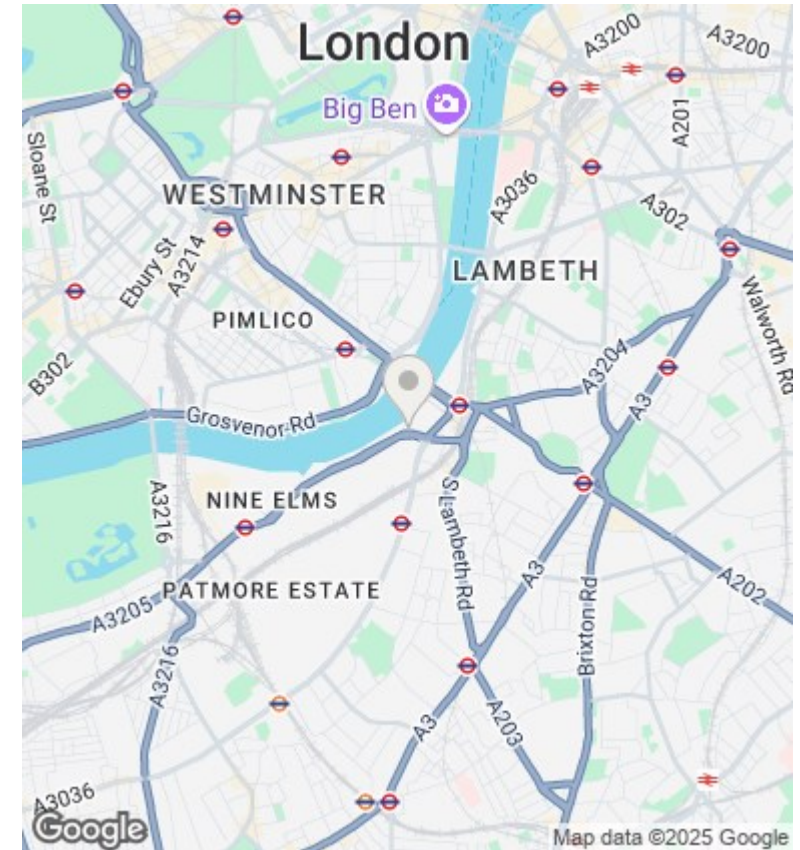 London
A3200
A3200
Big Ben
A201
Sloane St
A3036
WESTMINSTER
A302
Ebury St
A3214
LAMBETH
Walworth Rd
PIMLICO
B302
A3204
A3
Grosvenor Rd
A3216
NINE ELMS
S Lambeth Rd
A3
A202
PATMORE ESTATE
A3205
Brixton Rd
A3216
A203
A3
A3036
Google
Map data ©2025 Google